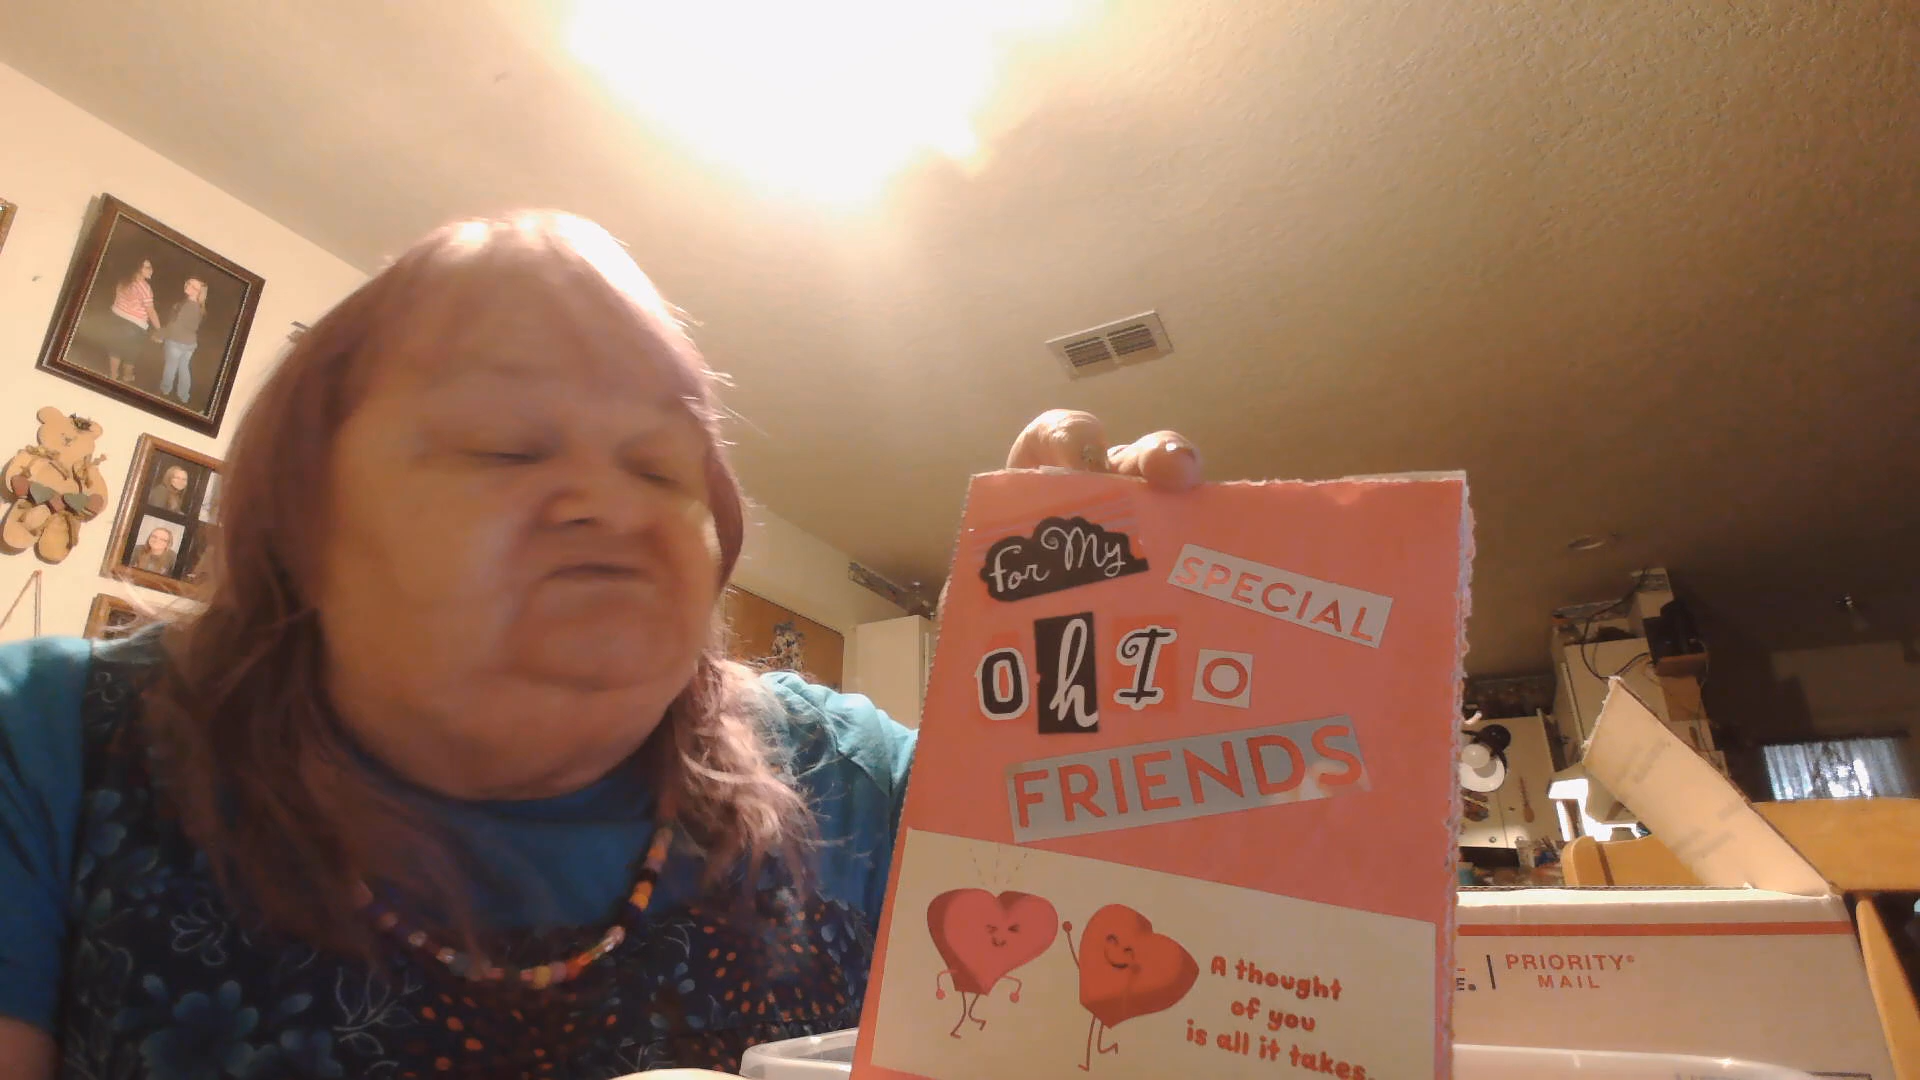 for My
SPECIAL
OhIO
FRIENDS
A thought
of you
is all it takes.
PRIORITY®
MAIL